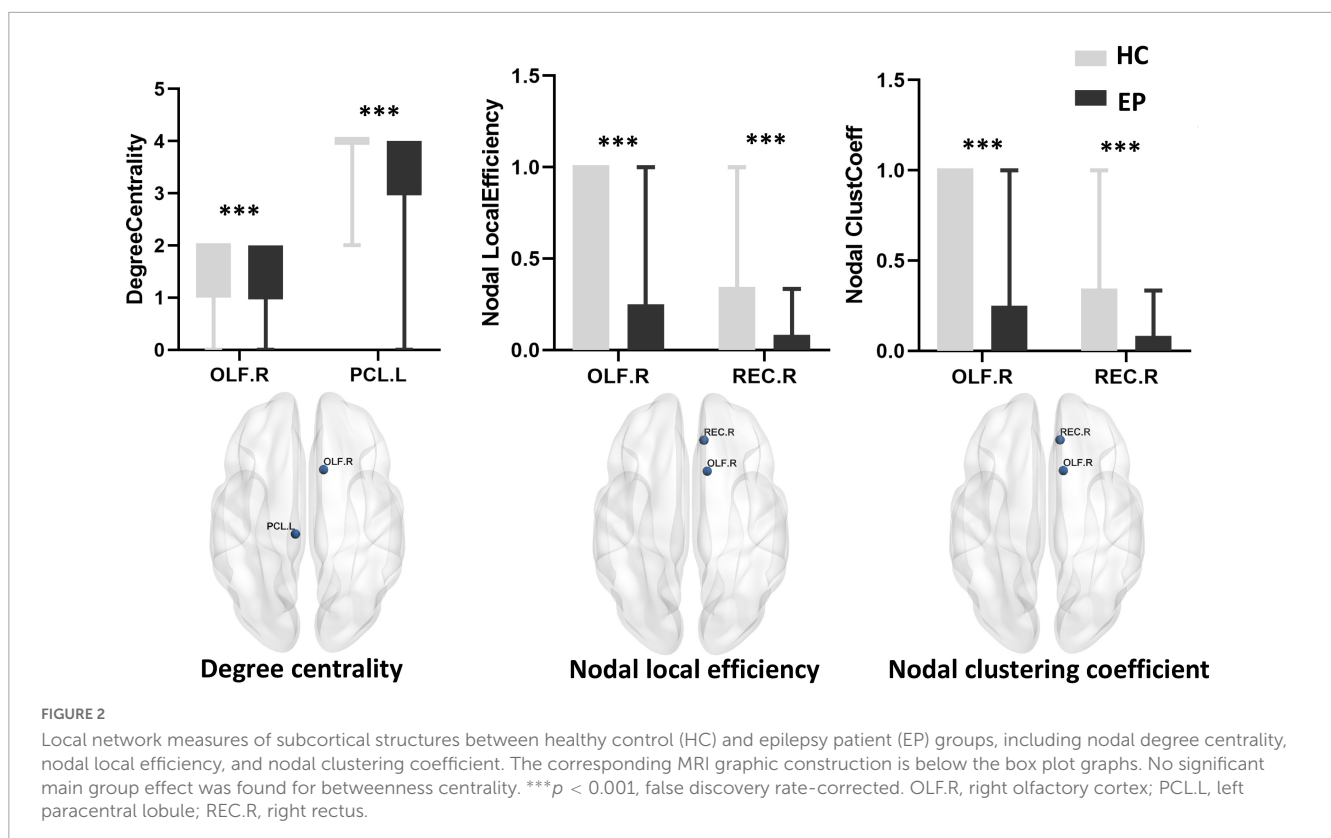 HC
EP
DegreeCentrality
5
4
3
2
1
0
***
***
OLF.R
PCL.L
Nodal LocalEfficiency
1.5
1.0
0.5
0.0
***
***
OLF.R
REC.R
Nodal ClustCoeff
1.5
1.0
0.5
0.0
***
***
OLF.R
REC.R
OLF.R
PCL.L
REC.R
OLF.R
REC.R
OLF.R
Degree centrality
Nodal local efficiency
Nodal clustering coefficient
FIGURE 2
Local network measures of subcortical structures between healthy control (HC) and epilepsy patient (EP) groups, including nodal degree centrality,
nodal local efficiency, and nodal clustering coefficient. The corresponding MRI graphic construction is below the box plot graphs. No significant
main group effect was found for betweenness centrality. ***p < 0.001, false discovery rate-corrected. OLF.R, right olfactory cortex; PCL.L, left
paracentral lobule; REC.R, right rectus.